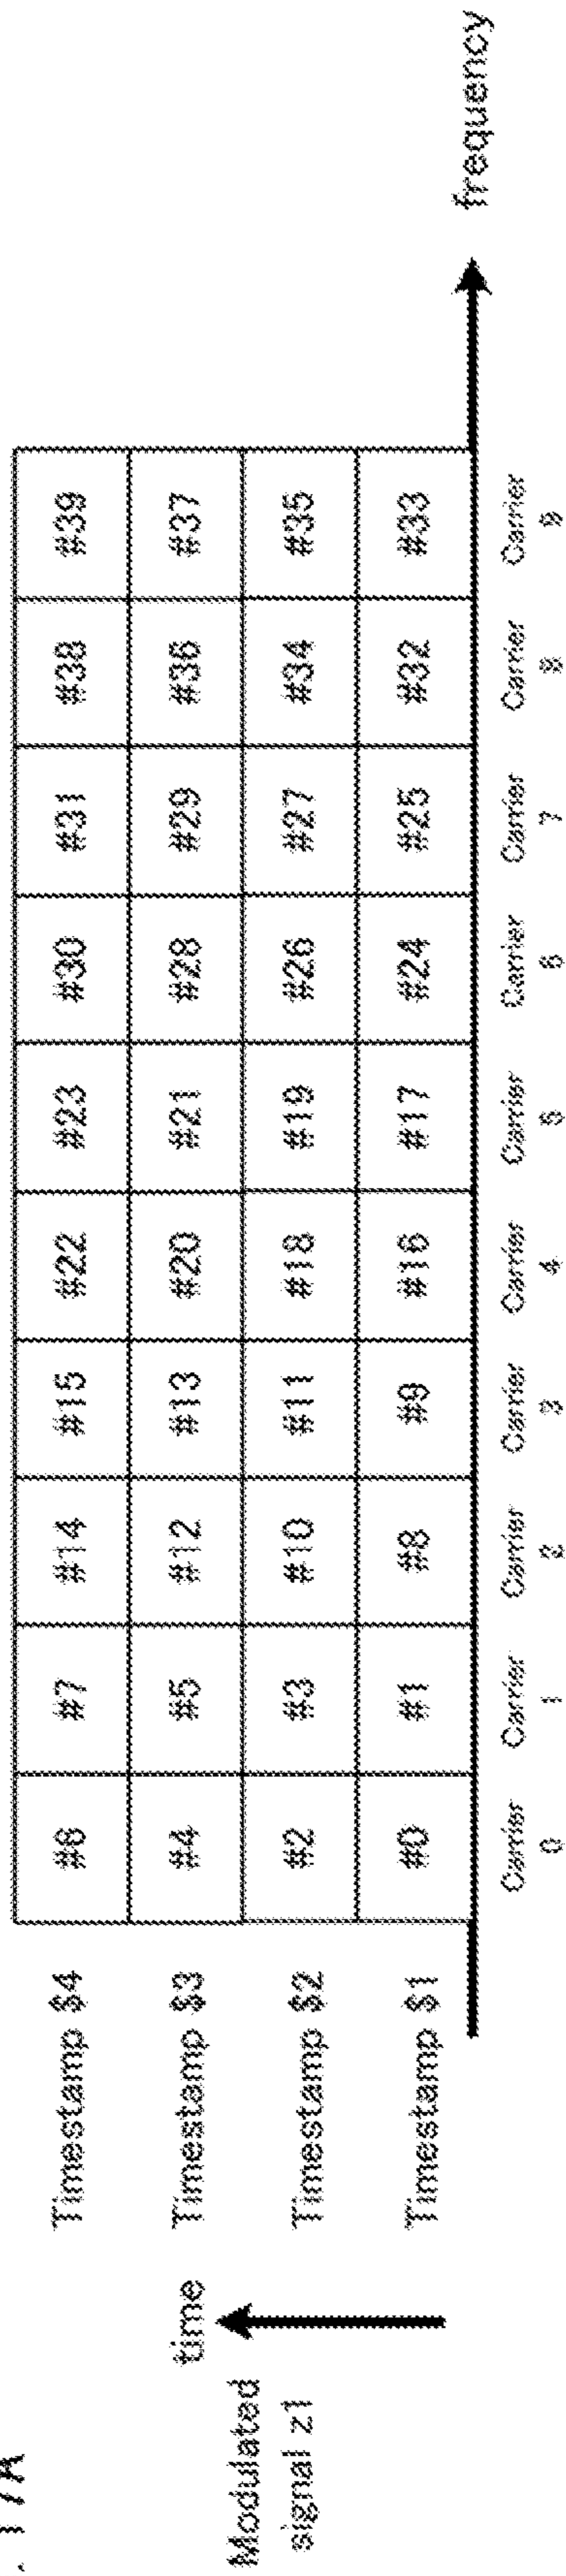 17A
Modulated
signal z1
time
Timestamp $4
#6 #7 #14 #15 #22 #23 #30 #31 #38 #39
Timestamp $3
#4 #5 #12 #13 #20 #21 #28 #29 #36 #37
Timestamp $2
#2 #3 #10 #11 #18 #19 #26 #27 #34 #35
Timestamp $1
#0 #1 #8 #9 #16 #17 #24 #25 #32 #33
frequency
Carrier Carrier Carrier Carrier Carrier Carrier Carrier Carrier Carrier Carrier
0 1 2 3 4 5 6 7 8 9